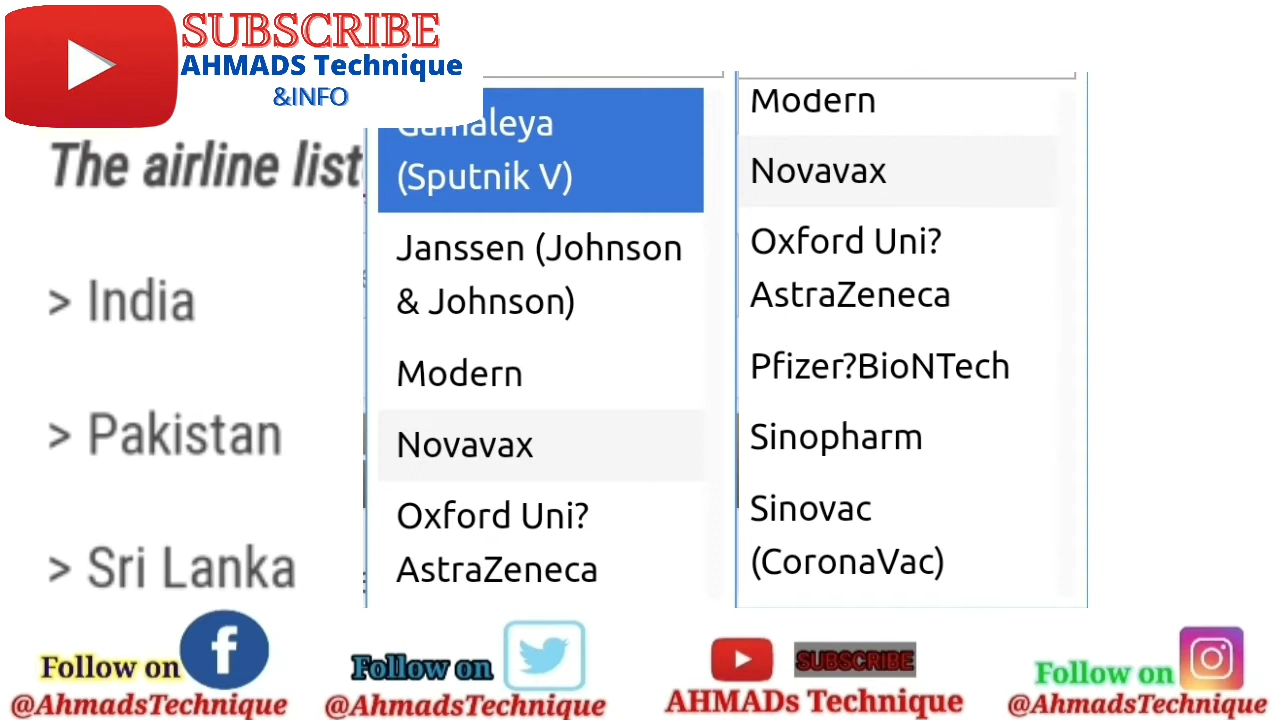 SUBSCRIBE
AHMADS Technique
&INFO
The airline list
> India
> Pakistan
> Sri Lanka
Gamaleya
(Sputnik V)
Janssen (Johnson
& Johnson)
Modern
Novavax
Oxford Uni?
AstraZeneca
Modern
Novavax
Oxford Uni?
AstraZeneca
Pfizer?BioNTech
Sinopharm
Sinovac
(CoronaVac)
Follow on
@AhmadsTechnique
Follow on
@AhmadsTechnique
SUBSCRIBE
AHMADs Technique
Follow on
@AhmadsTechnique